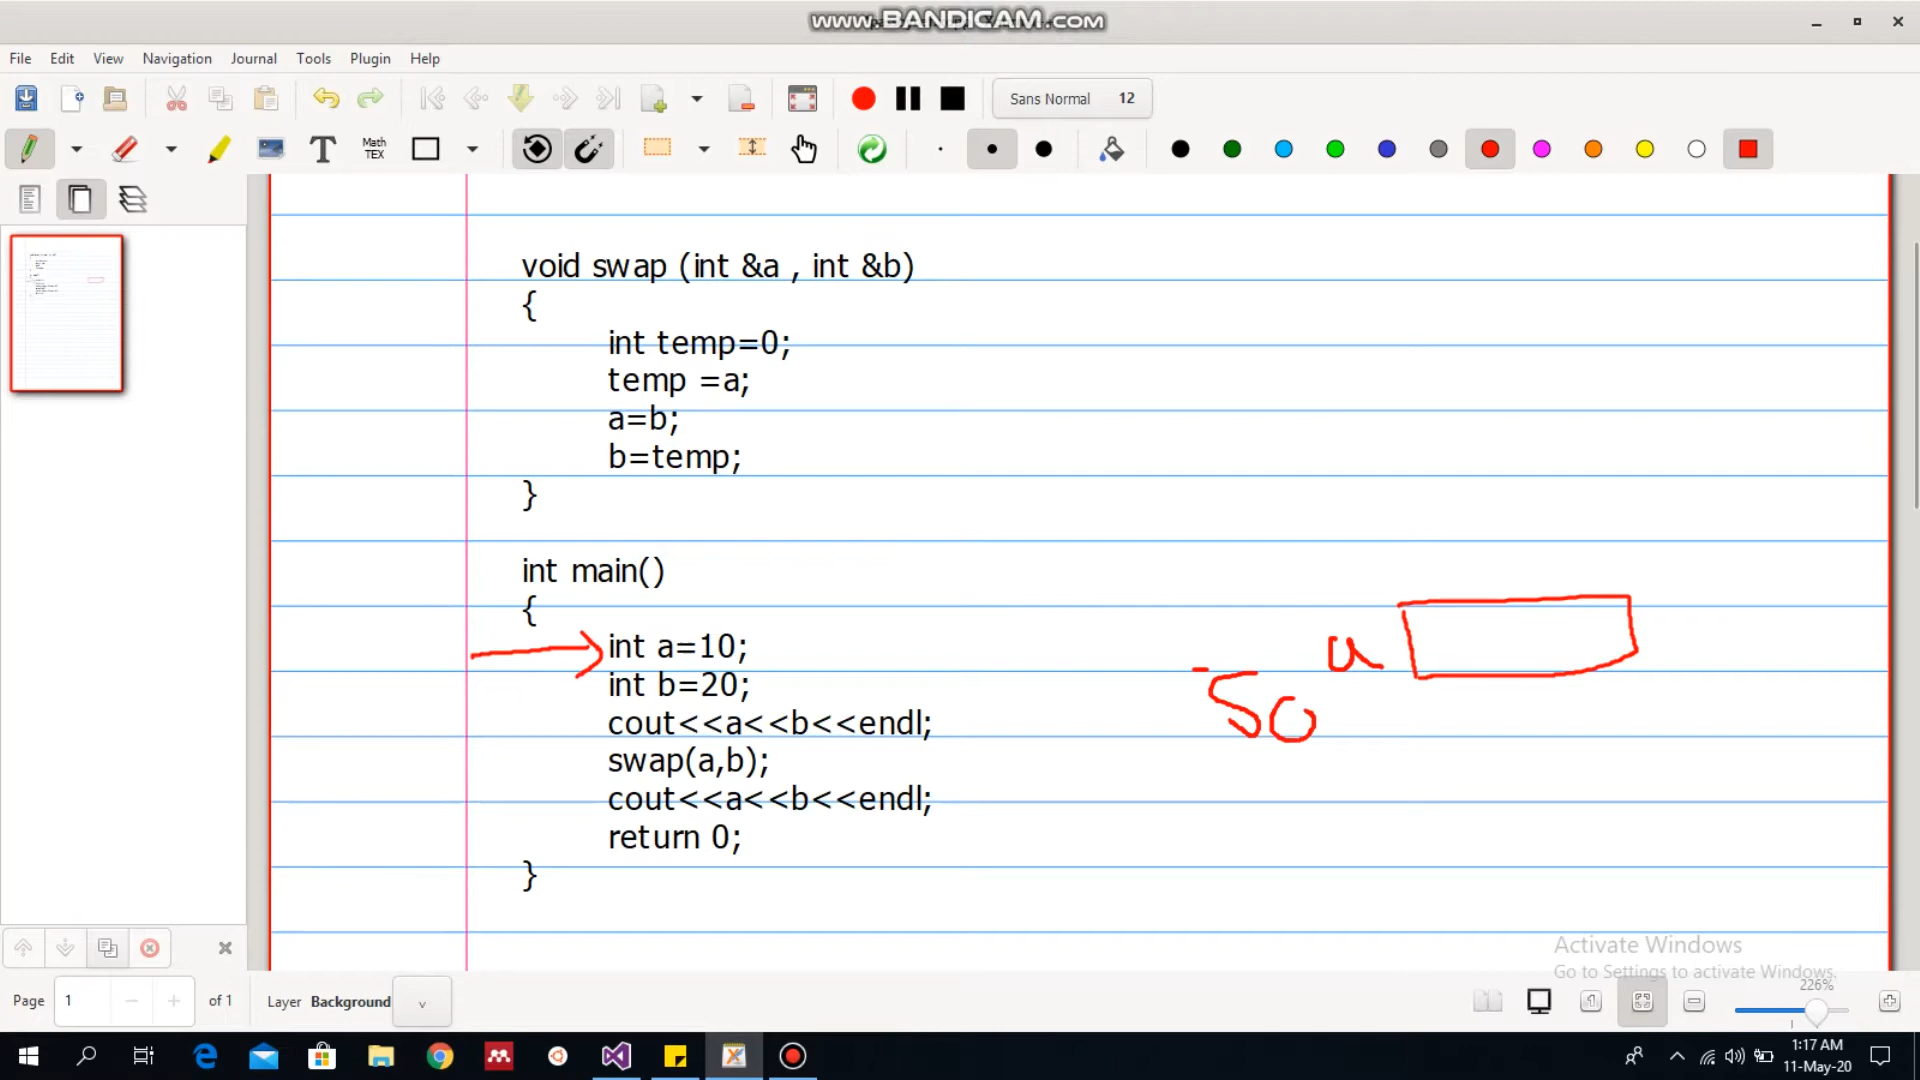 www.BANDICAM.com
File Edit View Navigation Journal Tools Plugin Help
Sans Normal 12
T Math TEX
void swap (int &a , int &b)
{
int temp=0;
temp =a;
a=b;
b=temp;
}
int main()
{
int a=10;
int b=20;
cout<<a<<b<<endl;
swap(a,b);
cout<<a<<b<<endl;
return 0;
}
a
50
Activate Windows
Go to Settings to activate Windows.
Page 1 of 1 Layer Background v
226%
1:17 AM
11-May-20